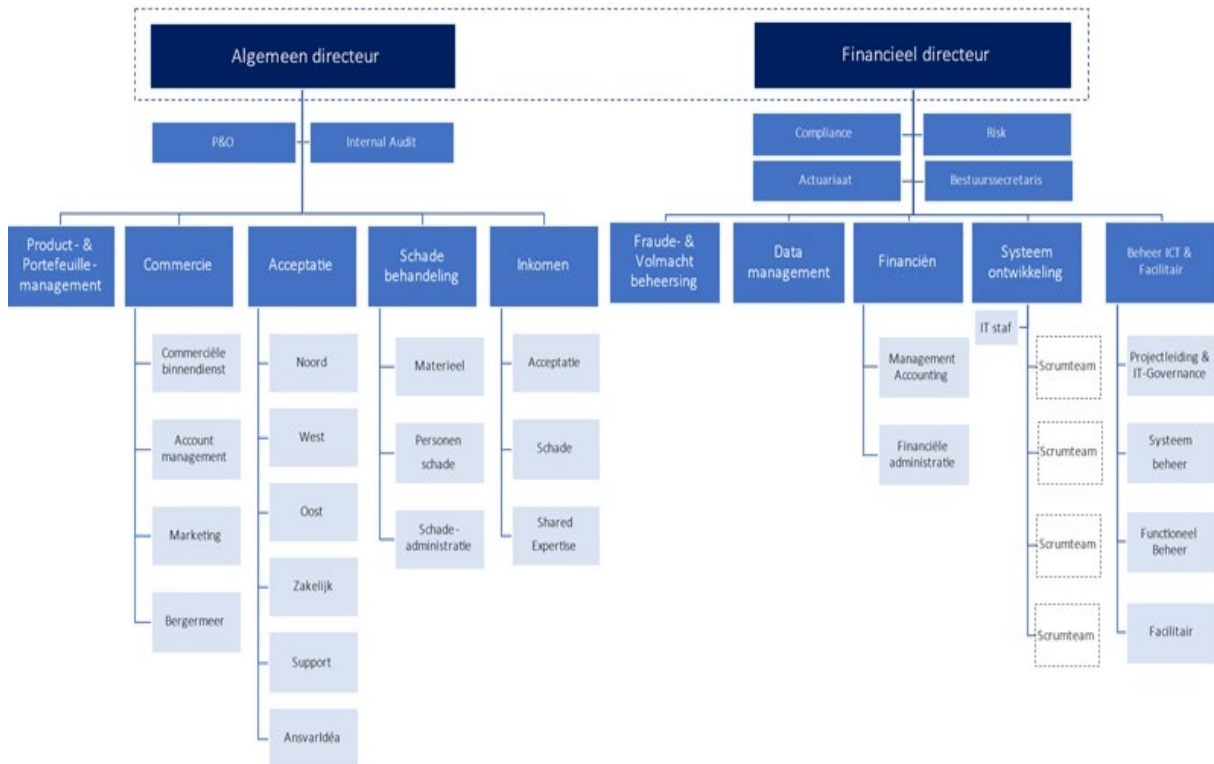 Algemeen directeur
Financieel directeur
P&O
Internal Audit
Compliance
Risk
Actuariaat
Bestuurssecretaris
Product- &
Portefeuille-
management
Commercie
Acceptatie
Schade
behandeling
Inkomen
Fraude- &
Volmacht
beheersing
Data
management
Financiën
Systeem
ontwikkeling
Beheer ICT &
Facilitair
Commerciële
binnendienst
Account
management
Marketing
Bergermeer
Noord
West
Oost
Zakelijk
Support
AnsvarIdéa
Materieel
Personen
schade
Schade-
administratie
Acceptatie
Schade
Shared
Expertise
Management
Accounting
Financiële
administratie
IT staf
Scrumteam
Scrumteam
Scrumteam
Scrumteam
Projectleiding &
IT-Governance
Systeem
beheer
Functioneel
Beheer
Facilitair